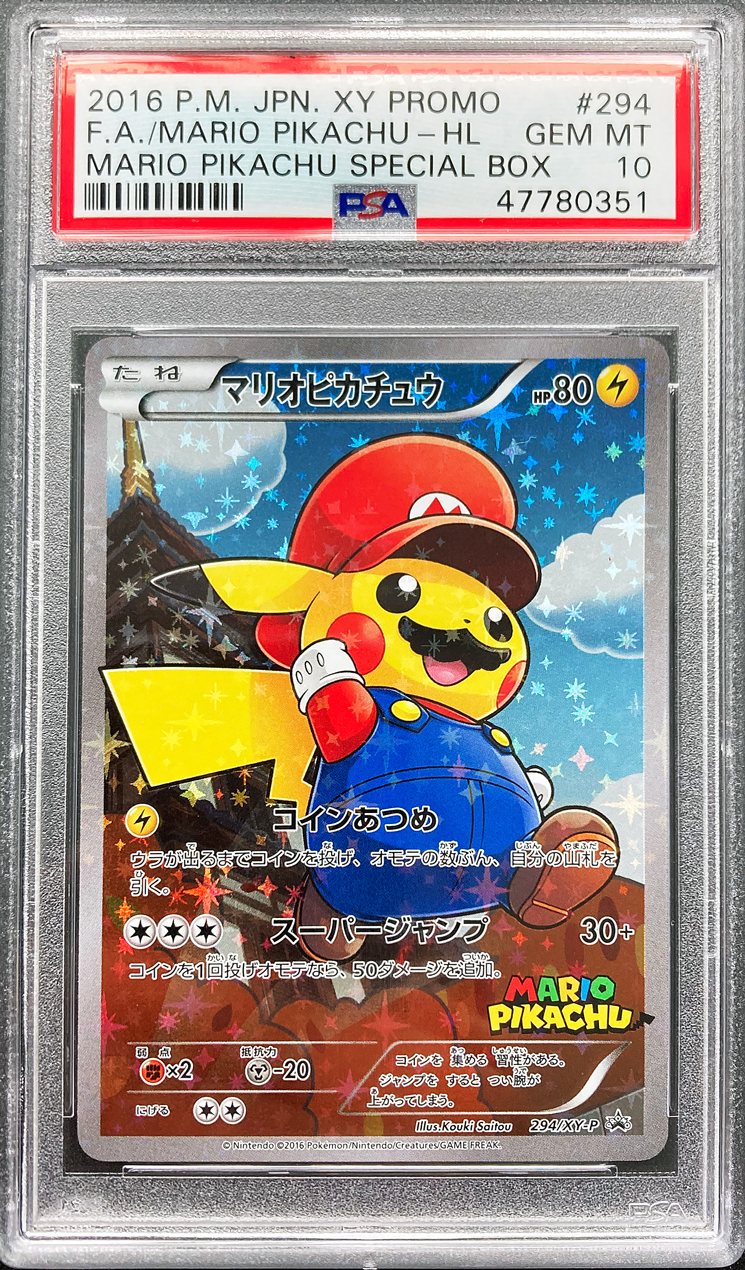 2016 P.M. JPN. XY PROMO #294
F.A./MARIO PIKACHU-HL GEM MT
MARIO PIKACHU SPECIAL BOX 10
PSA 47780351
たね マリオピカチュウ HP80
M
コインあつめ
ウラが出るまでコインを投げ、オモテの数ぶん、自分の山札を
引く。
スーパージャンプ 30+
コインを1回投げオモテなら、50ダメージを追加。
MARIO
PIKACHU
弱点 抵抗力
×2 -20
にげる
コインを 集める 習性がある。
ジャンプを すると つい腕が
上がってしまう。
Illus.Kouki Saitou 294/XY-P
©Nintendo ©2016 Pokémon/Nintendo/Creatures/GAME FREAK.
PSA